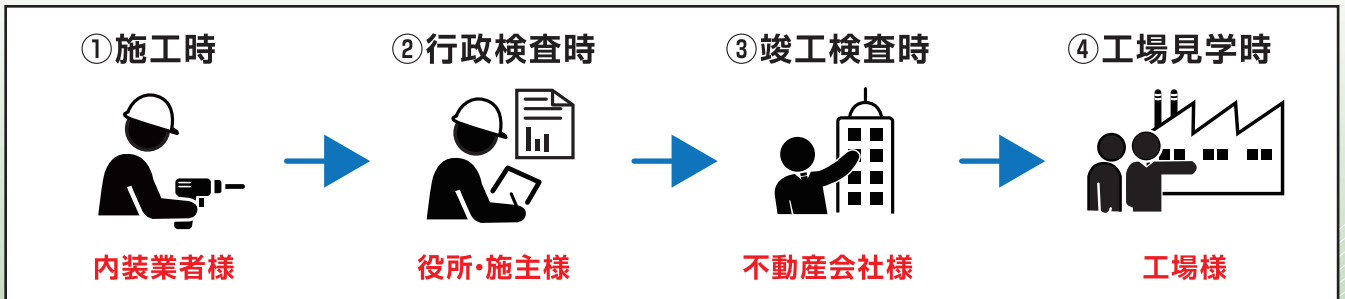 ①施工時
②行政検査時
③竣工検査時
④工場見学時
内装業者様
役所・施主様
不動産会社様
工場様